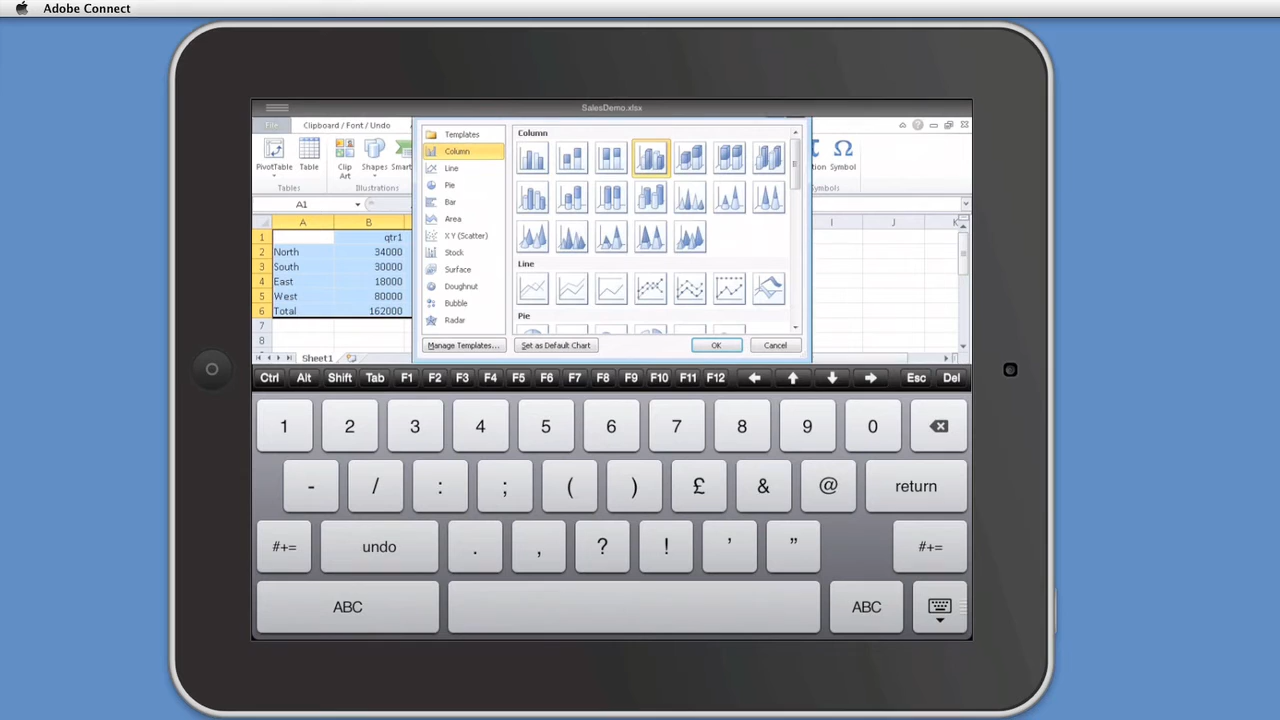 Adobe Connect
SalesDemo.xlsx
File Clipboard / Font / Undo
PivotTable Table Clip Art Shapes Smart Symbol
Tables Illustrations Symbols
A1
A B I J K
1 qtr1
2 North 34000
3 South 30000
4 East 18000
5 West 80000
6 Total 162000
7
8
Sheet1
Templates
Column
Line
Pie
Bar
Area
X Y (Scatter)
Stock
Surface
Doughnut
Bubble
Radar
Column
Line
Pie
Manage Templates... Set as Default Chart OK Cancel
Ctrl Alt Shift Tab F1 F2 F3 F4 F5 F6 F7 F8 F9 F10 F11 F12 Esc Del
1 2 3 4 5 6 7 8 9 0
- / : ; ( ) £ & @ return
#+= undo . , ? ! ’ ” #+=
ABC ABC